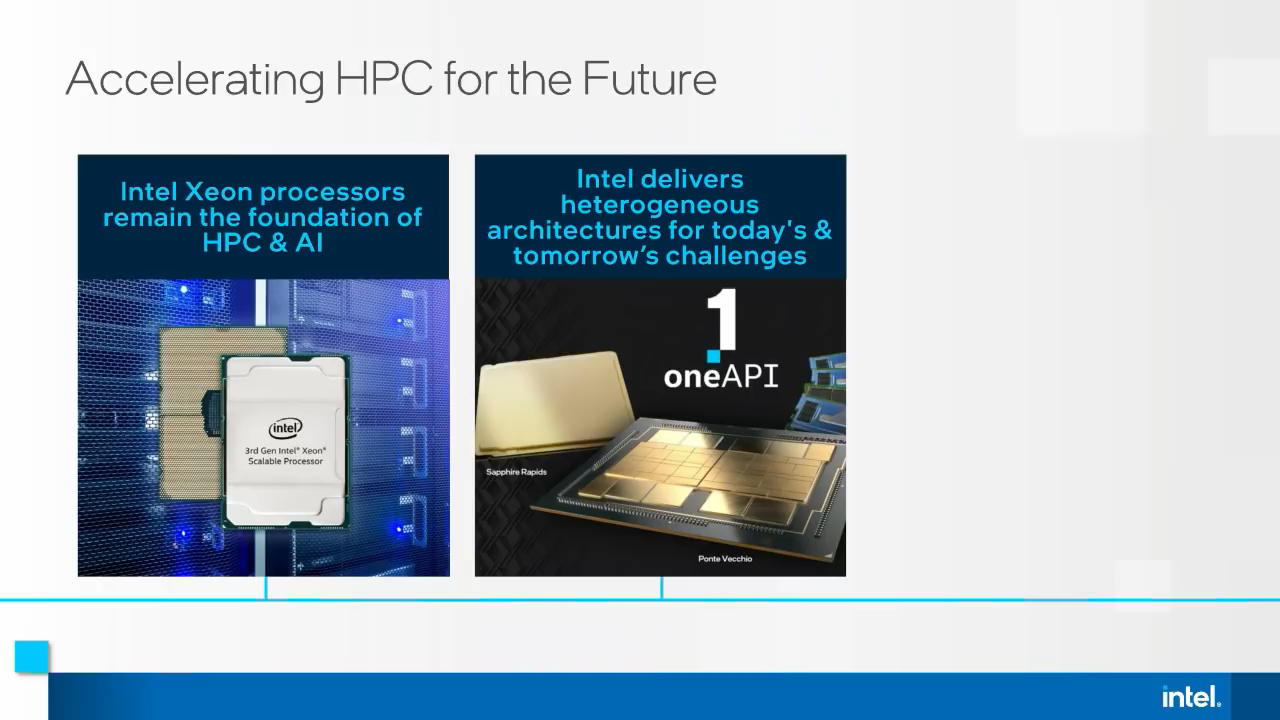 Accelerating HPC for the Future
Intel Xeon processors
remain the foundation of
HPC & AI
intel
3rd Gen Intel® Xeon®
Scalable Processor
Intel delivers
heterogeneous
architectures for today's &
tomorrow’s challenges
1
oneAPI
Sapphire Rapids
Ponte Vecchio
intel.